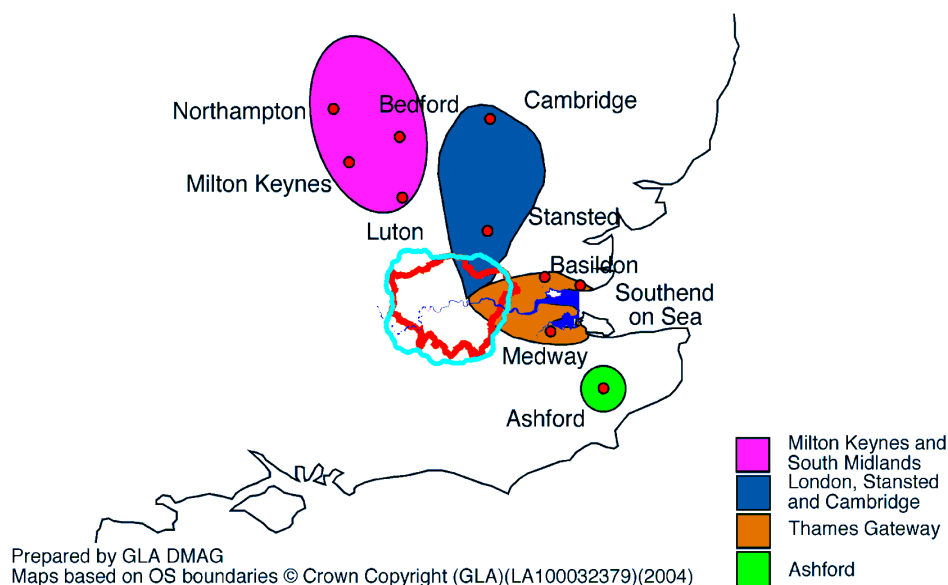 Northampton
Bedford
Cambridge
Milton Keynes
Luton
Stansted
Basildon
Southend
on Sea
Medway
Ashford
Milton Keynes and
South Midlands
London, Stansted
and Cambridge
Thames Gateway
Ashford
Prepared by GLA DMAG
Maps based on OS boundaries © Crown Copyright (GLA)(LA100032379)(2004)